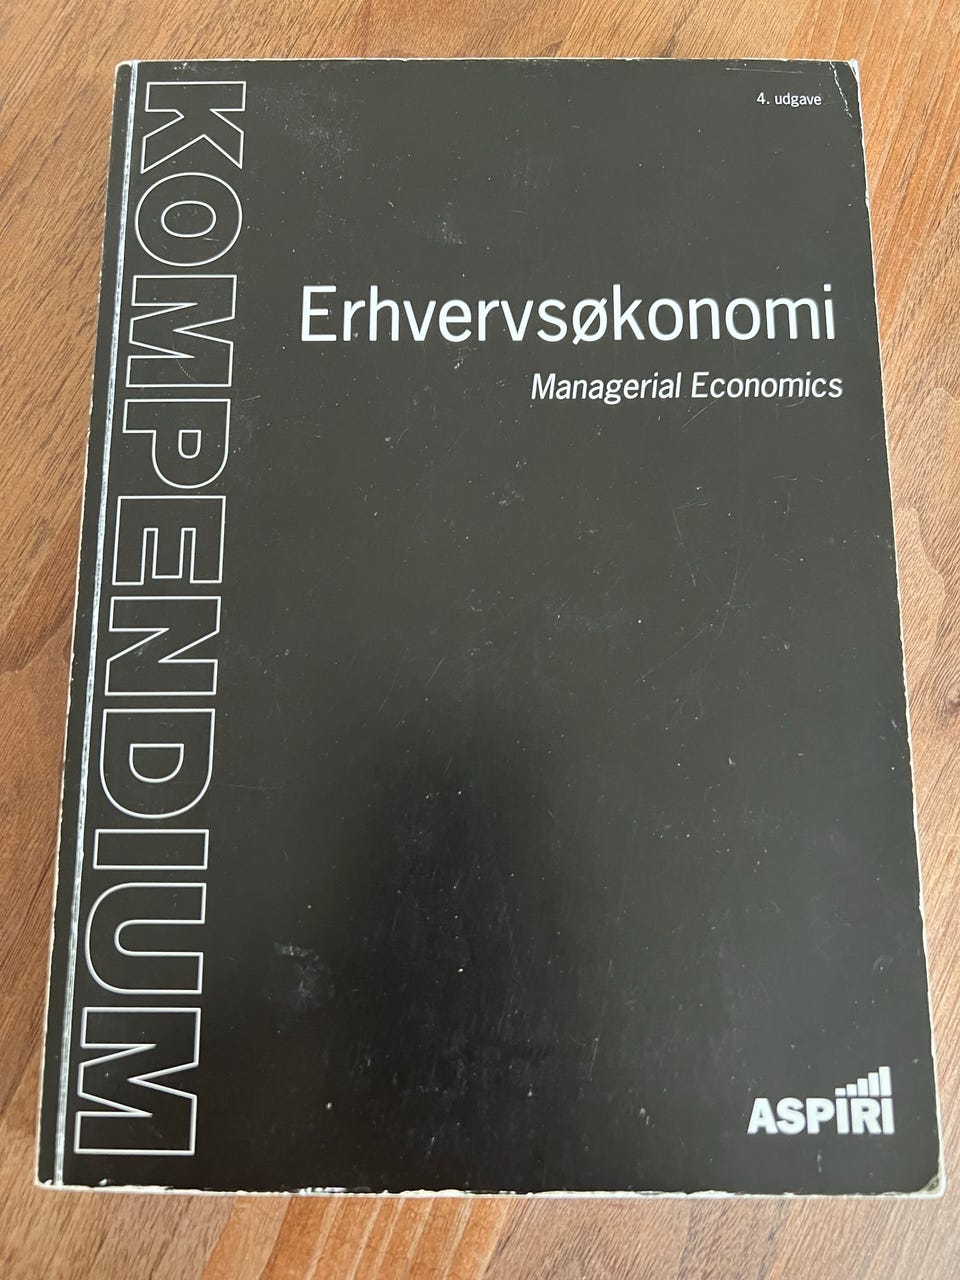 KOMPENDIUM
4. udgave
Erhvervsøkonomi
Managerial Economics
ASPiRi